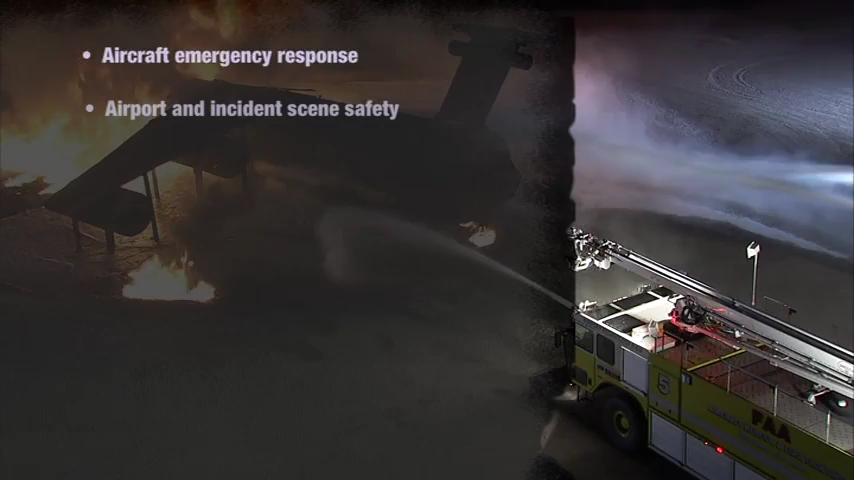 • Aircraft emergency response
• Airport and incident scene safety
5
FAA